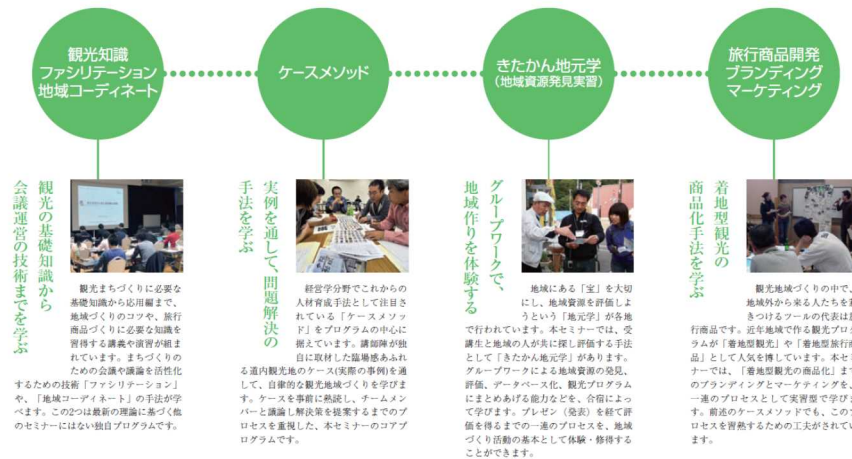 観光知識
ファシリテーション
地域コーディネート
ケースメソッド
きたかん地元学
(地域資源発見実習)
旅行商品開発
ブランディング
マーケティング
観光の基礎知識から
会議運営の技術までを学ぶ
観光まちづくりに必要な
基礎知識から応用編まで、
地域づくりのコツや、旅行
商品づくりに必要な知識を
習得する講義や演習が組ま
れています。まちづくりの
ための会議や議論を活性化
するための技術「ファシリテーション」
や、「地域コーディネート」の手法が学
べます。この2つは最新の理論に基づく他
のセミナーにはない独自プログラムです。
実例を通して、問題解決の
手法を学ぶ
経営学分野でこれからの
人材育成手法として注目さ
れている「ケースメソッ
ド」をプログラムの中心に
据えています。講師陣が独
自に取材した臨場感あふれ
る道内観光地のケース(実際の事例)を通
して、自律的な観光地域づくりを学びま
す。ケースを事前に熟読し、チームメン
バーと議論し解決策を提案するまでのプ
ロセスを重視した、本セミナーのコアプ
ログラムです。
グループワークで、
地域作りを体験する
地域にある「宝」を大切
にし、地域資源を評価しよ
うという「地元学」が各地
で行われています。本セミナーでは、受
講生と地域の人が共に探し評価する手法
として「きたかん地元学」があります。
グループワークによる地域資源の発見、
評価、データベース化、観光プログラム
にまとめあげる能力などを、合宿によっ
て学びます。プレゼン(発表)を経て評
価を得るまでの一連のプロセスを、地域
づくり活動の基本として体験・修得する
ことができます。
着地型観光の
商品化手法を学ぶ
観光地域づくりの中で、
地域外から来る人たちを
きつけるツールの代表は
行商品です。近年地域で作る観光プロ
ラムが「着地型観光」や「着地型旅行
品」として人気を博しています。本セ
ナーでは、「着地型観光の商品化」ま
のブランディングとマーケティングを、
一連のプロセスとして実習型で学び
す。前述のケースメソッドでも、この
ロセスを習熟するための工夫がされてい
ます。